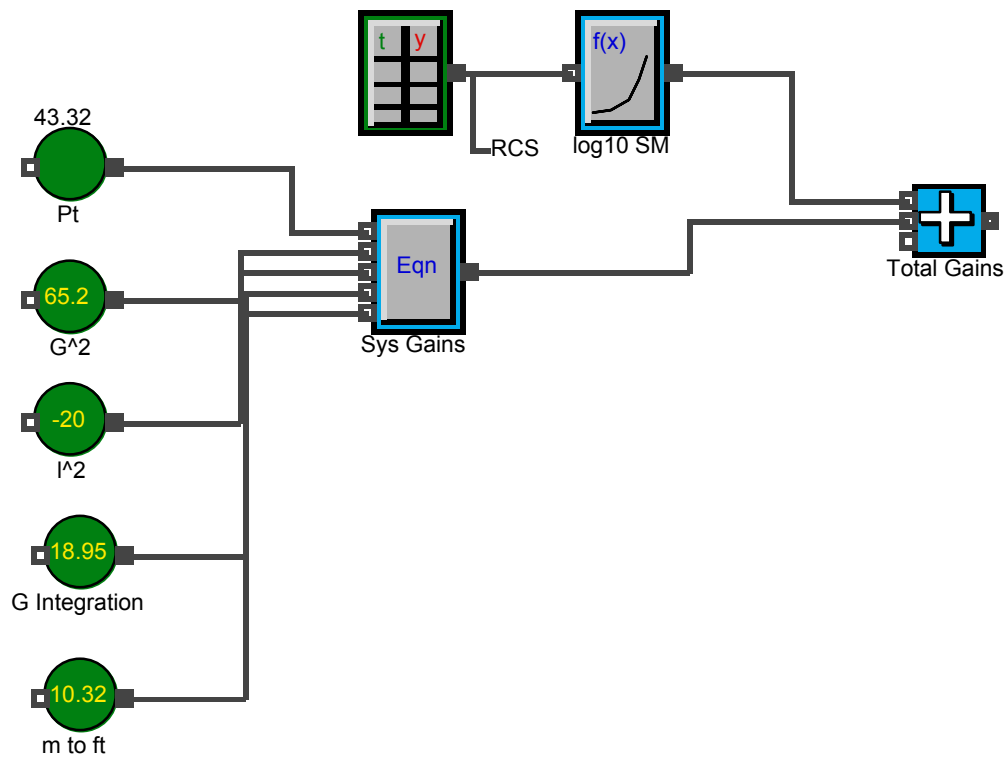 t y
f(x)
RCS
log10 SM
43.32
Pt
Total Gains
Eqn
Sys Gains
65.2
G^2
-20
I^2
18.95
G Integration
10.32
m to ft